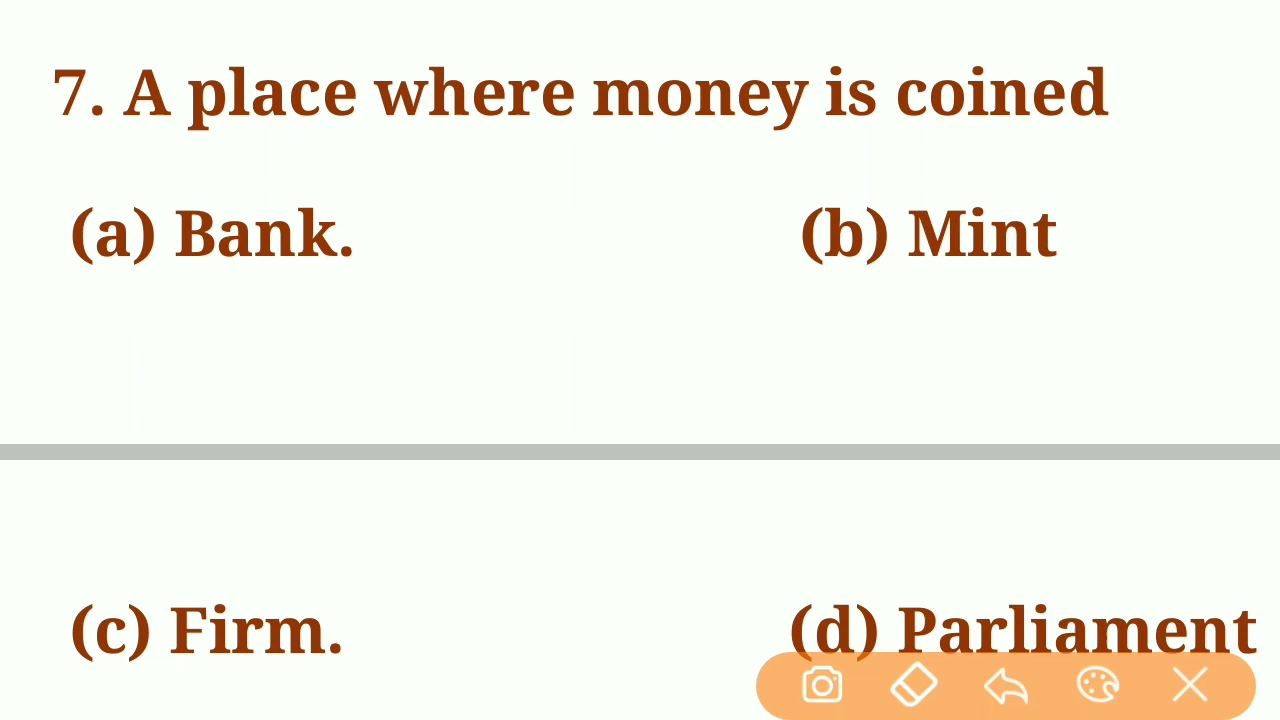 7. A place where money is coined
(a) Bank. (b) Mint
(c) Firm. (d) Parliament